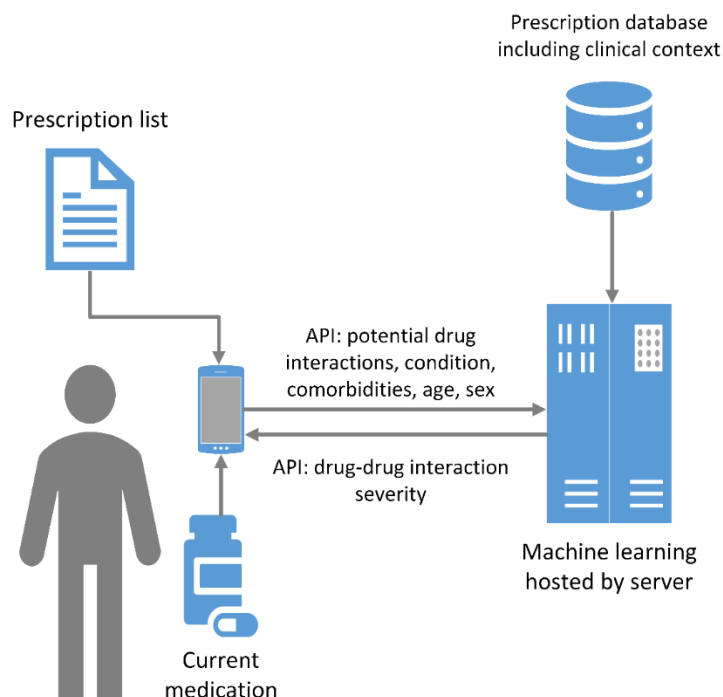 Prescription database
including clinical context
Prescription list
API: potential drug
interactions, condition,
comorbidities, age, sex
API: drug-drug interaction
severity
Machine learning
hosted by server
Current
medication